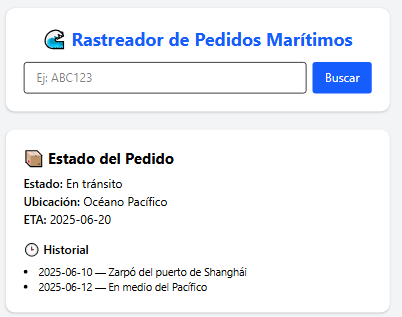 Rastreador de Pedidos Marítimos
Ej: ABC123
Buscar
Estado del Pedido
Estado: En tránsito
Ubicación: Océano Pacífico
ETA: 2025-06-20
Historial
2025-06-10 — Zarpó del puerto de Shanghái
2025-06-12 — En medio del Pacífico